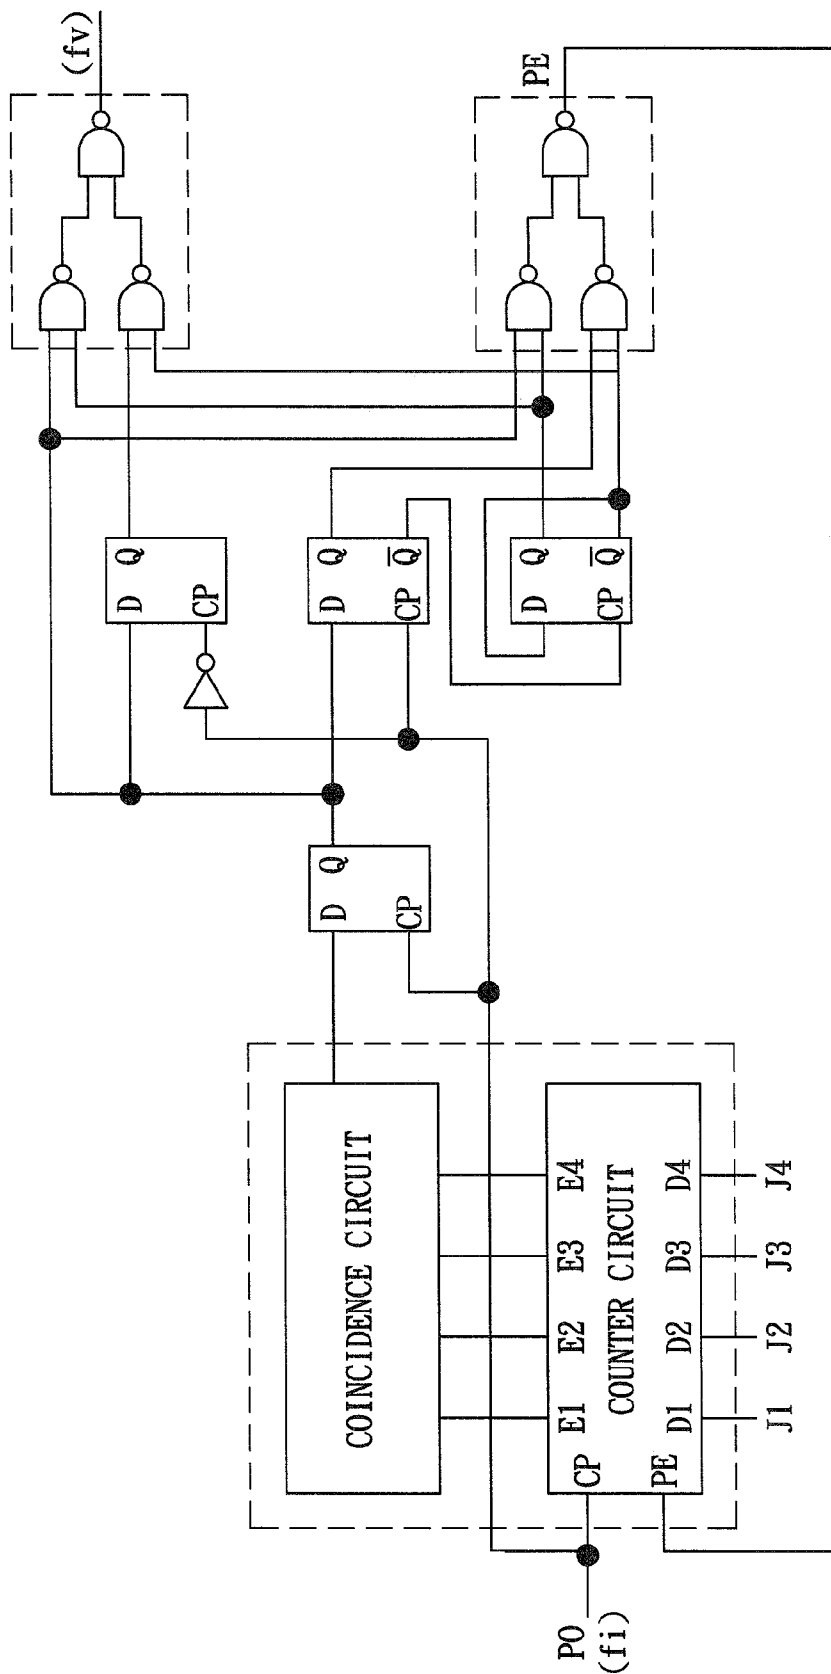 (fv)
D Q
CP
D Q
CP
D Q
CP Q̅
COINCIDENCE CIRCUIT
PE
D Q
CP Q̅
E1 E2 E3 E4
CP
COUNTER CIRCUIT
PE
D1 D2 D3 D4
PO
(fi)
J1 J2 J3 J4